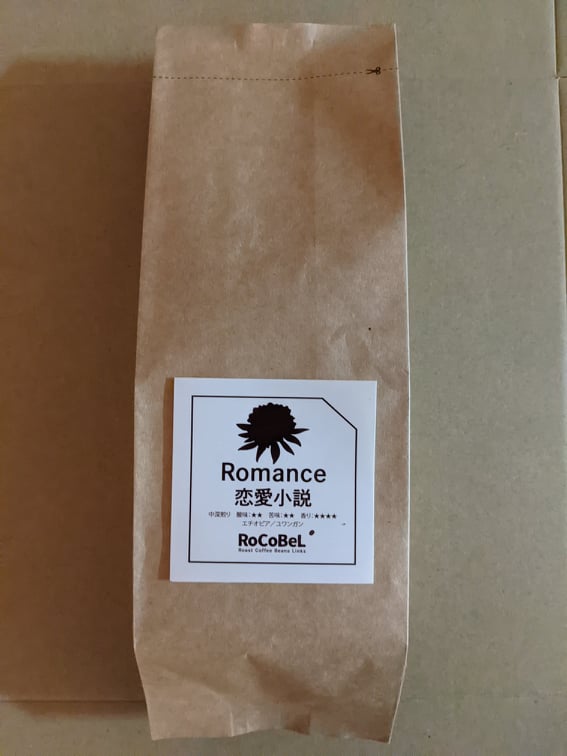 Romance
恋愛小説
中深煎り 酸味:★★ 苦味:★★ 香り:★★★★
エチオピア／ユワンガン
RoCoBeL
Roast Coffee Beans Links